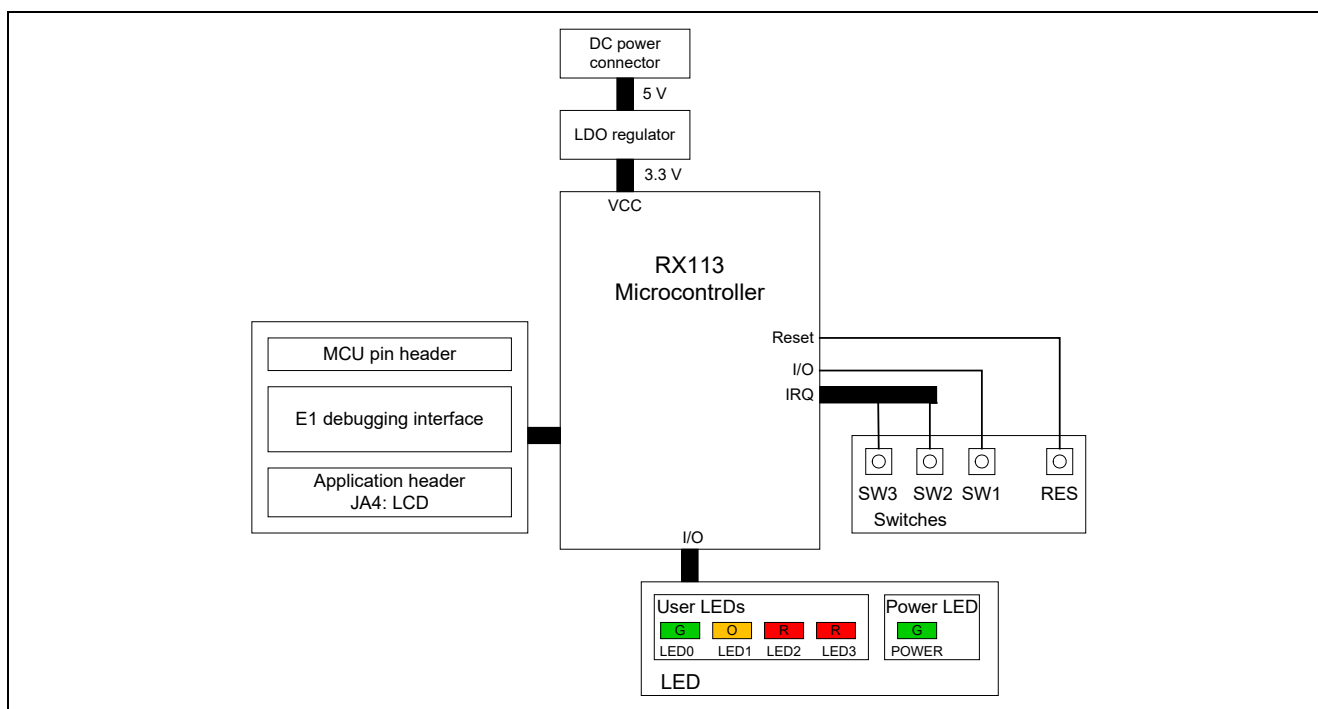 DC power
connector
5 V
LDO regulator
3.3 V
VCC
RX113
Microcontroller
Reset
I/O
IRQ
MCU pin header
E1 debugging interface
Application header
JA4: LCD
SW3 SW2 SW1 RES
Switches
I/O
User LEDs
G O R R
LED0 LED1 LED2 LED3
Power LED
G
POWER
LED